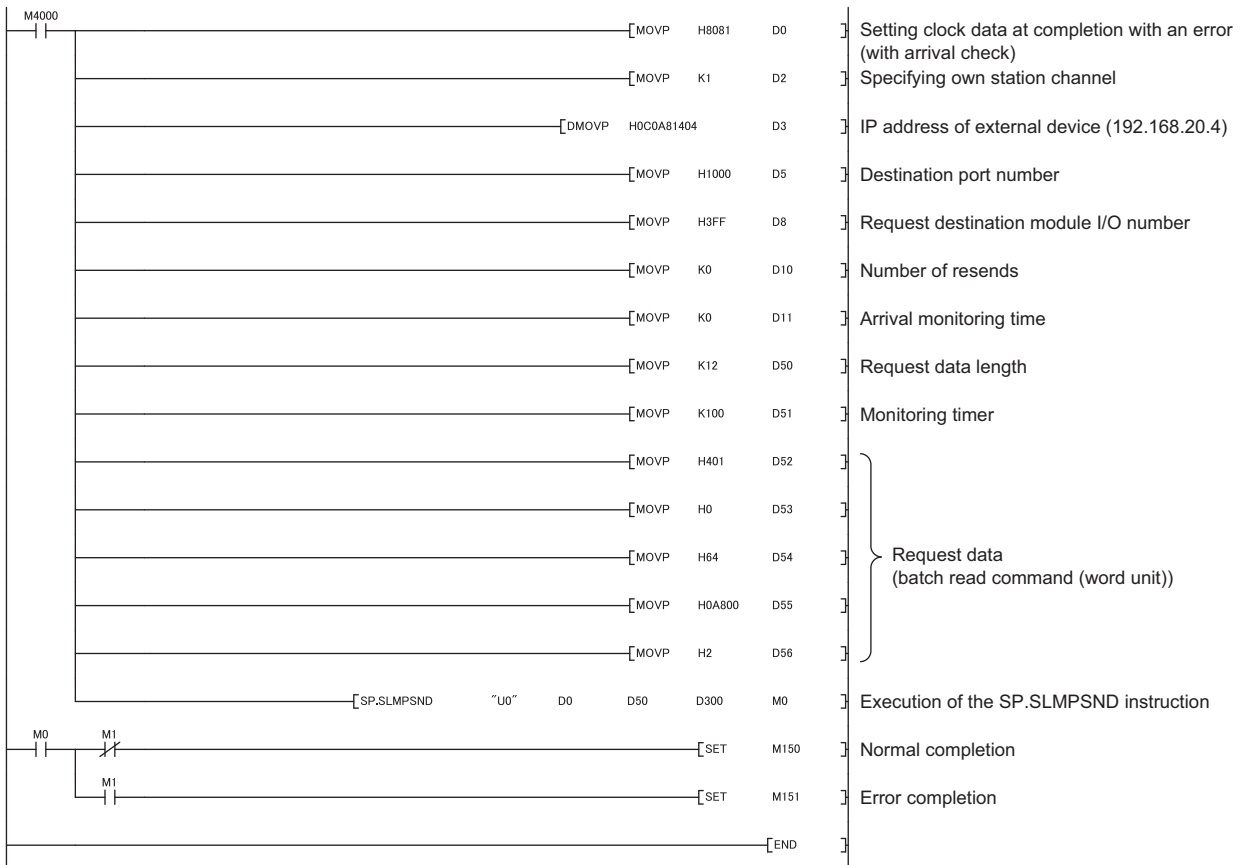 M4000
MOVP H8081 D0 Setting clock data at completion with an error
(with arrival check)
MOVP K1 D2 Specifying own station channel
DMOVP H0C0A81404 D3 IP address of external device (192.168.20.4)
MOVP H1000 D5 Destination port number
MOVP H3FF D8 Request destination module I/O number
MOVP K0 D10 Number of resends
MOVP K0 D11 Arrival monitoring time
MOVP K12 D50 Request data length
MOVP K100 D51 Monitoring timer
MOVP H401 D52
MOVP H0 D53
MOVP H64 D54
Request data
(batch read command (word unit))
MOVP H0A800 D55
MOVP H2 D56
SP.SLMPSND "U0" D0 D50 D300 M0 Execution of the SP.SLMPSND instruction
M0 M1
SET M150 Normal completion
M1
SET M151 Error completion
END